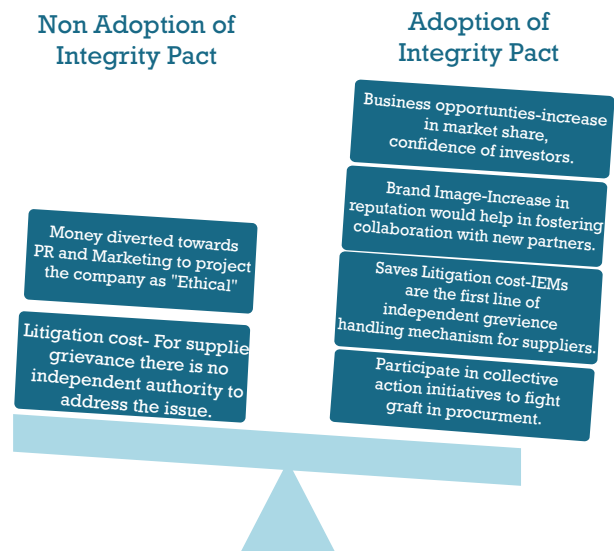 Non Adoption of
Integrity Pact
Money diverted towards
PR and Marketing to project
the company as "Ethical"
Litigation cost- For supplie
grievance there is no
independent authority to
address the issue.
Adoption of
Integrity Pact
Business opportunties-increase
in market share,
confidence of investors.
Brand Image-Increase in
reputation would help in fostering
collaboration with new partners.
Saves Litigation cost-IEMs
are the first line of
independent grevience
handling mechanism for suppliers.
Participate in collective
action initiatives to fight
graft in procurment.